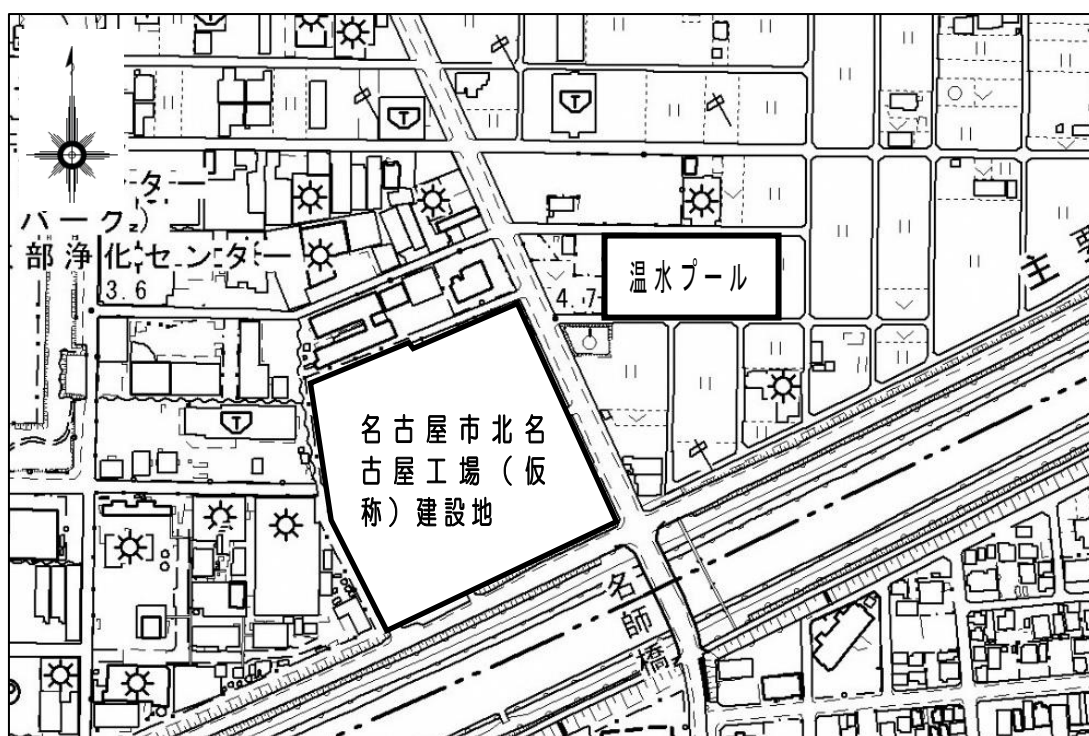 ター
パーク)
部浄化センター
3.6
温水プール
4.7
主要
名古屋市北名
古屋工場(仮
称)建設地
名師橋
T
T
T